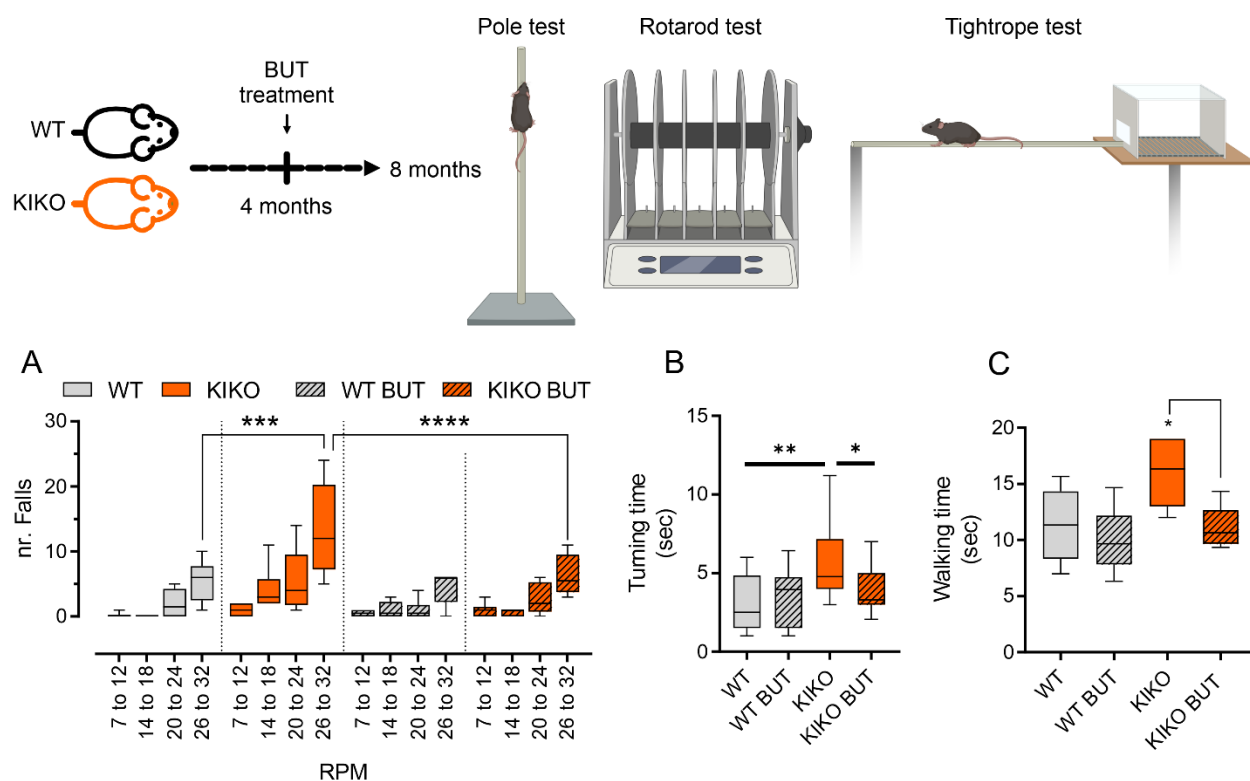 Pole test
Rotarod test
Tightrope test
BUT
treatment
WT
KIKO
4 months
8 months
A
WT KIKO WT BUT KIKO BUT
nr. Falls
30
20
10
0
***
****
7 to 12
14 to 18
20 to 24
26 to 32
7 to 12
14 to 18
20 to 24
26 to 32
7 to 12
14 to 18
20 to 24
26 to 32
7 to 12
14 to 18
20 to 24
26 to 32
RPM
B
Turning time
(sec)
15
10
5
0
**
*
WT
WT BUT
KIKO
KIKO BUT
C
Walking time
(sec)
20
15
10
5
0
*
WT
WT BUT
KIKO
KIKO BUT